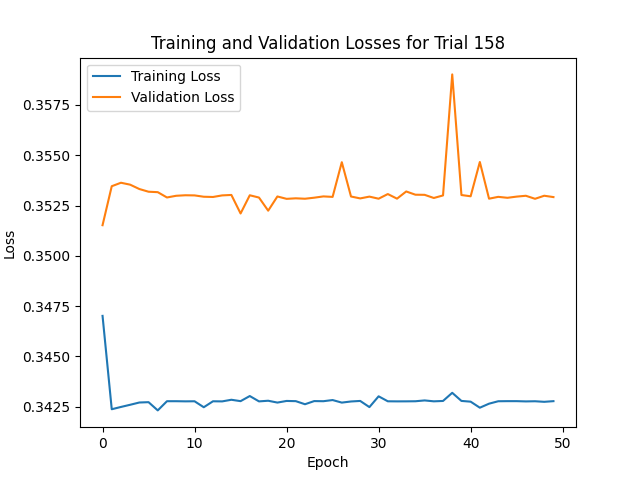 Training and Validation Losses for Trial 158
Training Loss
Validation Loss
0.3575
0.3550
0.3525
0.3500
0.3475
0.3450
0.3425
Loss
0
10
20
30
40
50
Epoch